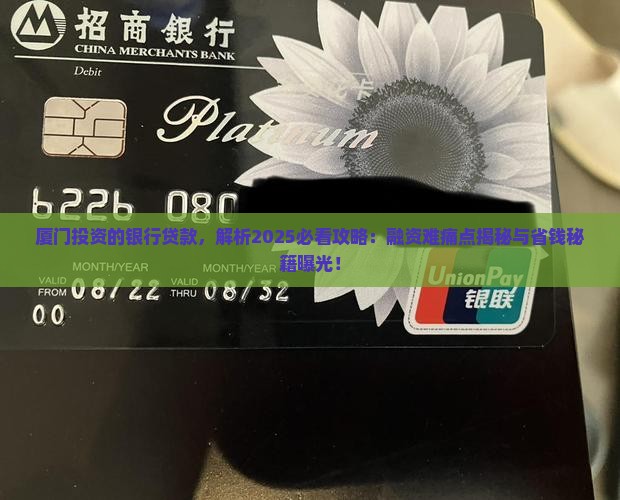 招商銀行
CHINA MERCHANTS BANK
Debit
Platinum
6226 080
厦门投资的银行贷款，解析2025必看攻略：融资难痛点揭秘与省钱秘
籍曝光！
MONTH/YEAR MONTH/YEAR
VALID FROM 08/22 VALID THRU 08/32
UnionPay
银联
00